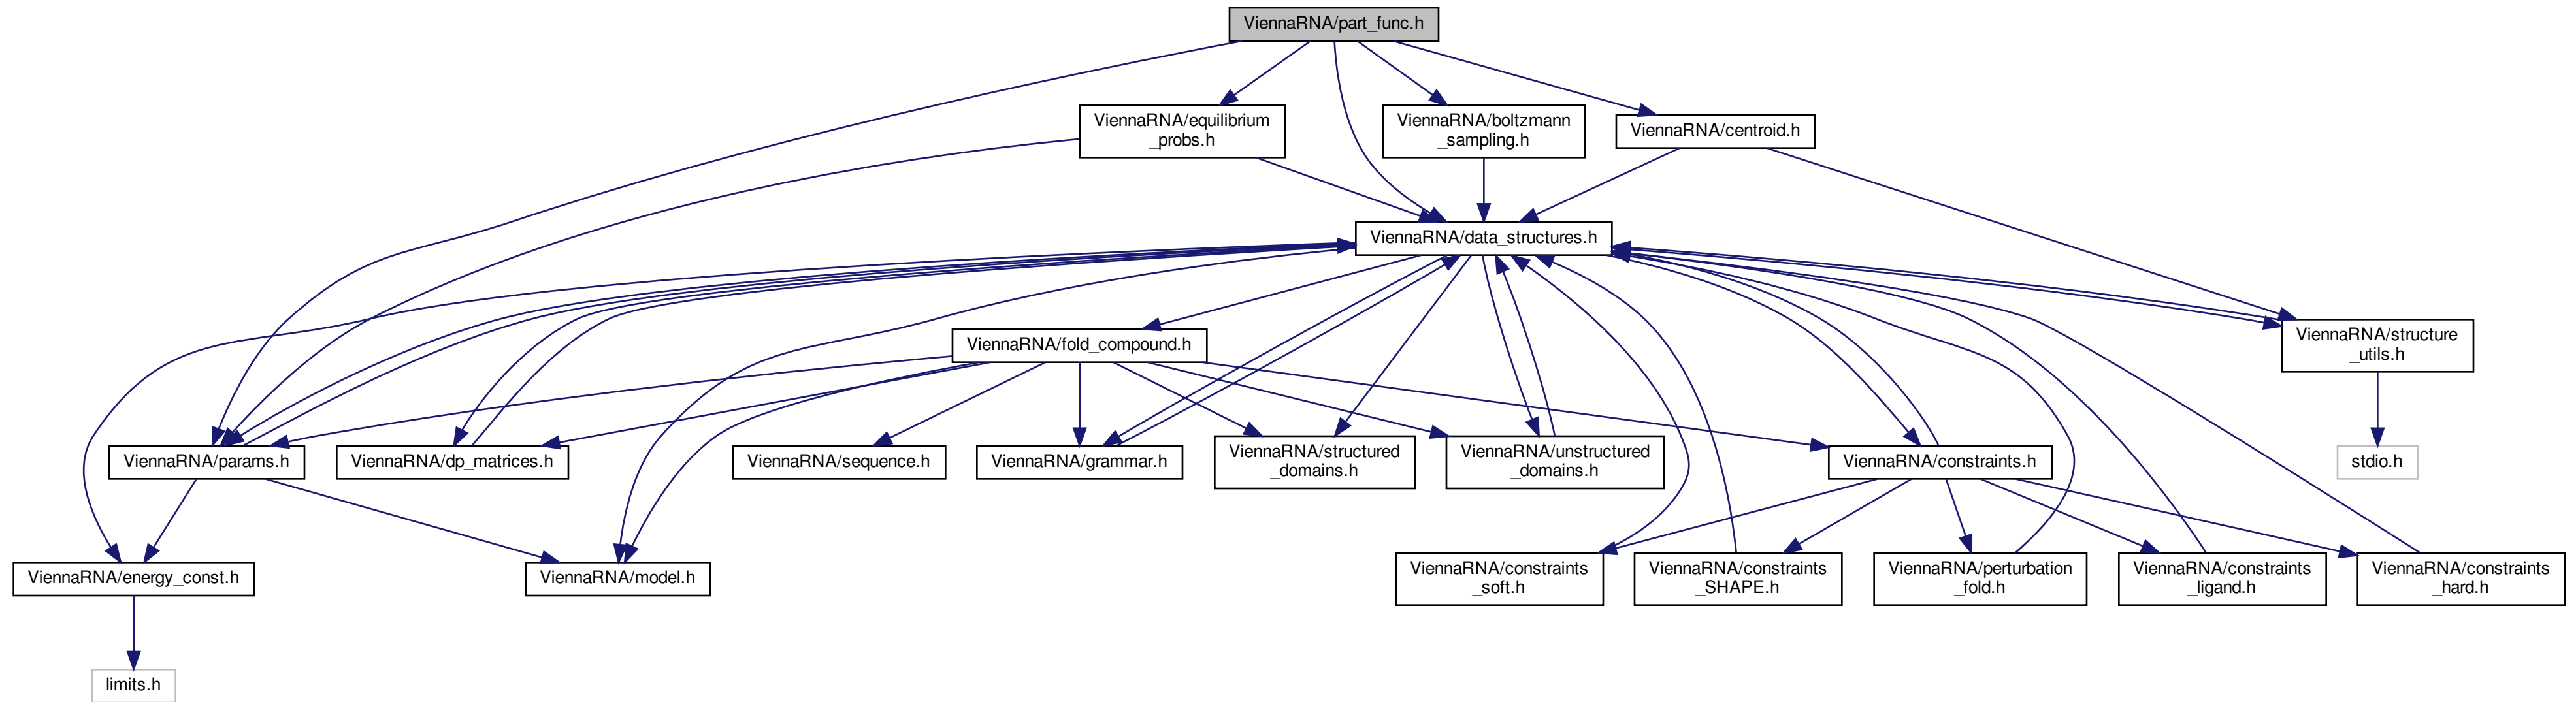 ViennaRNA/part_func.h
ViennaRNA/equilibrium
_probs.h
ViennaRNA/boltzmann
_sampling.h
ViennaRNA/centroid.h
ViennaRNA/data_structures.h
ViennaRNA/fold_compound.h
ViennaRNA/structure
_utils.h
ViennaRNA/params.h
ViennaRNA/dp_matrices.h
ViennaRNA/sequence.h
ViennaRNA/grammar.h
ViennaRNA/structured
_domains.h
ViennaRNA/unstructured
_domains.h
ViennaRNA/constraints.h
stdio.h
ViennaRNA/energy_const.h
ViennaRNA/model.h
ViennaRNA/constraints
_soft.h
ViennaRNA/constraints
_SHAPE.h
ViennaRNA/perturbation
_fold.h
ViennaRNA/constraints
_ligand.h
ViennaRNA/constraints
_hard.h
limits.h